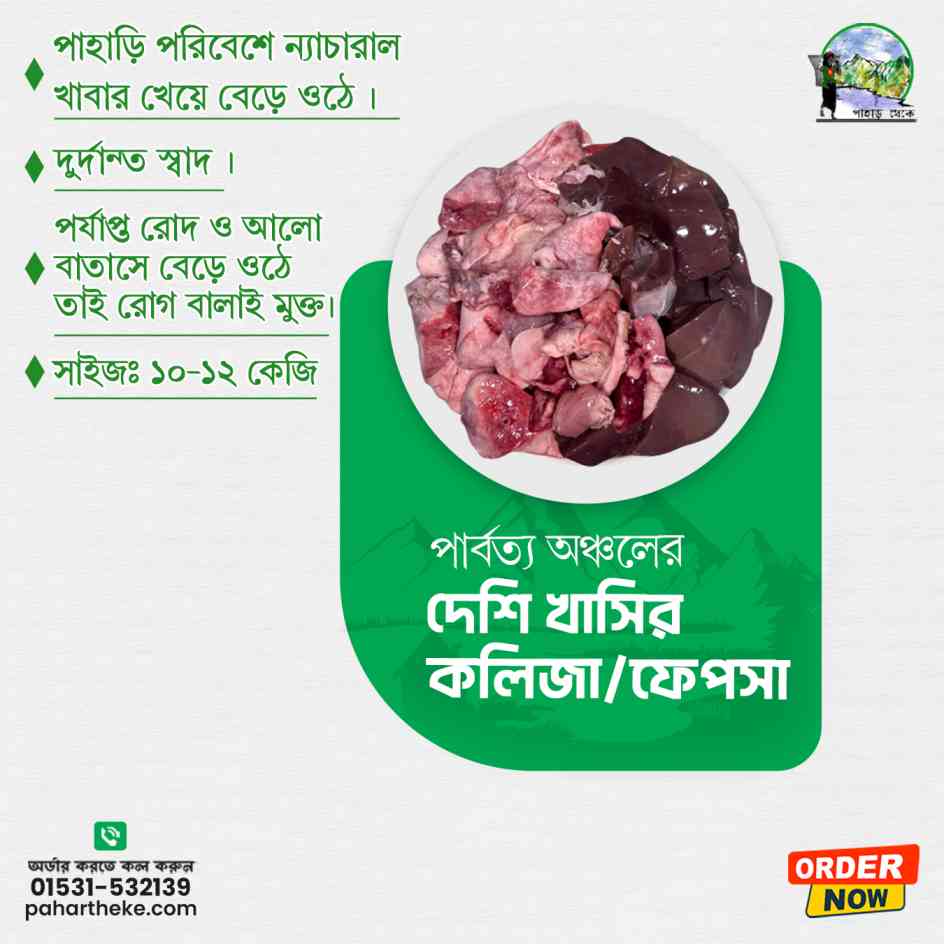 পাহাড়ি পরিবেশে ন্যাচারাল
খাবার খেয়ে বেড়ে ওঠে ।
দুর্দান্ত স্বাদ ।
পর্যাপ্ত রোদ ও আলো
বাতাসে বেড়ে ওঠে
তাই রোগ বালাই মুক্ত।
সাইজঃ ১০-১২ কেজি
পাহাড় থেকে
পার্বত্য অঞ্চলের
দেশি খাসির
কলিজা/ফেপসা
অর্ডার করতে কল করুন
01531-532139
pahartheke.com
ORDER
NOW